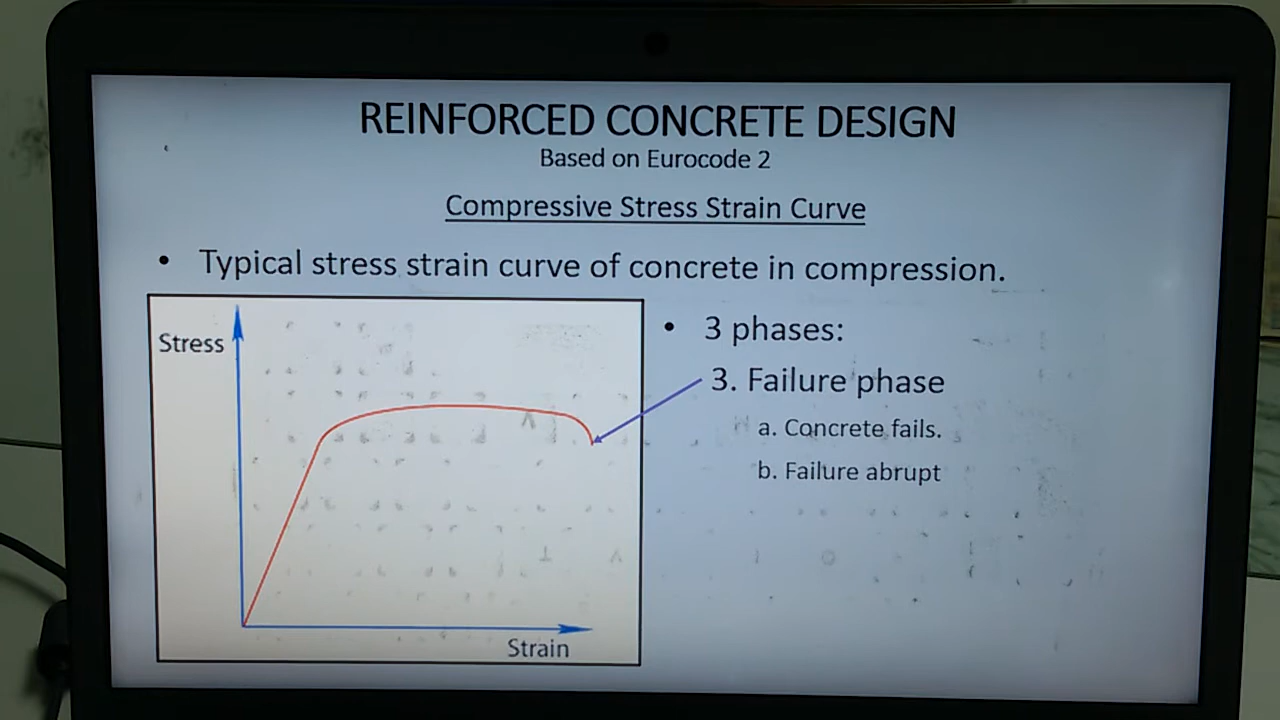 REINFORCED CONCRETE DESIGN
Based on Eurocode 2
Compressive Stress Strain Curve
• Typical stress strain curve of concrete in compression.
Stress
Strain
• 3 phases:
3. Failure phase
a. Concrete fails.
b. Failure abrupt